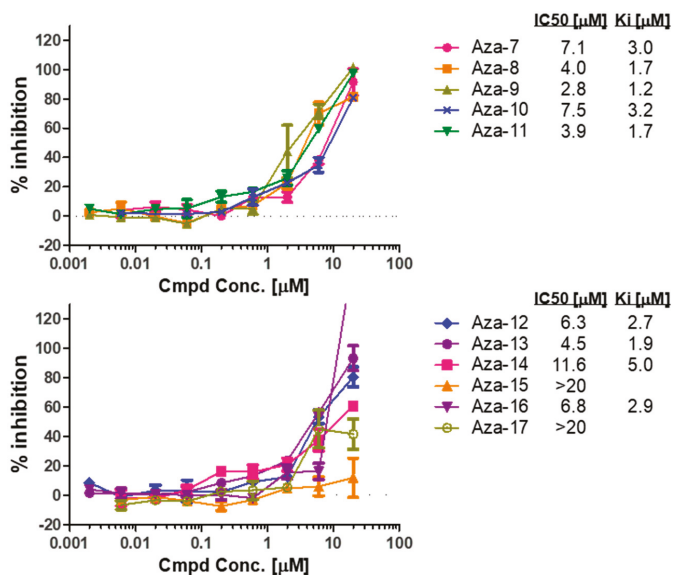 IC50 [µM] Ki [µM]
Aza-7 7.1 3.0
Aza-8 4.0 1.7
Aza-9 2.8 1.2
Aza-10 7.5 3.2
Aza-11 3.9 1.7
% inhibition
120
100
80
60
40
20
0
-20
0.001 0.01 0.1 1 10 100
Cmpd Conc. [µM]
IC50 [µM] Ki [µM]
Aza-12 6.3 2.7
Aza-13 4.5 1.9
Aza-14 11.6 5.0
Aza-15 >20
Aza-16 6.8 2.9
Aza-17 >20
% inhibition
120
100
80
60
40
20
0
-20
0.001 0.01 0.1 1 10 100
Cmpd Conc. [µM]